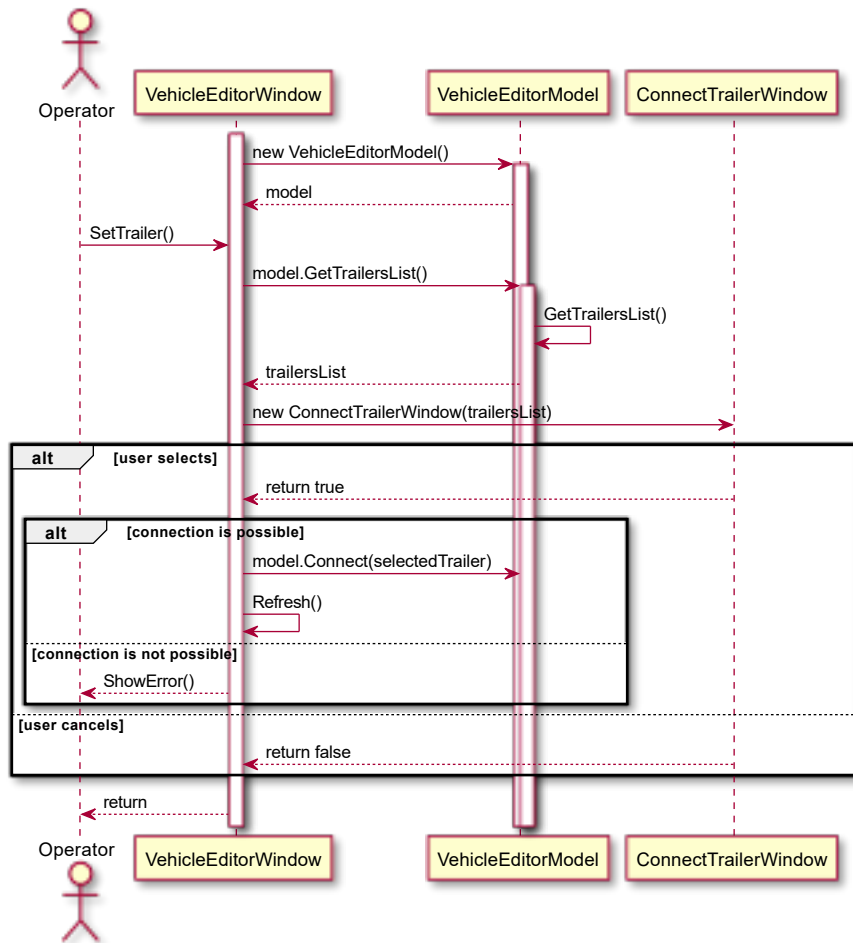 Operator
VehicleEditorWindow
VehicleEditorModel
ConnectTrailerWindow
new VehicleEditorModel()
model
SetTrailer()
model.GetTrailersList()
GetTrailersList()
trailersList
new ConnectTrailerWindow(trailersList)
alt
[user selects]
return true
alt
[connection is possible]
model.Connect(selectedTrailer)
Refresh()
[connection is not possible]
ShowError()
[user cancels]
return false
return
Operator
VehicleEditorWindow
VehicleEditorModel
ConnectTrailerWindow